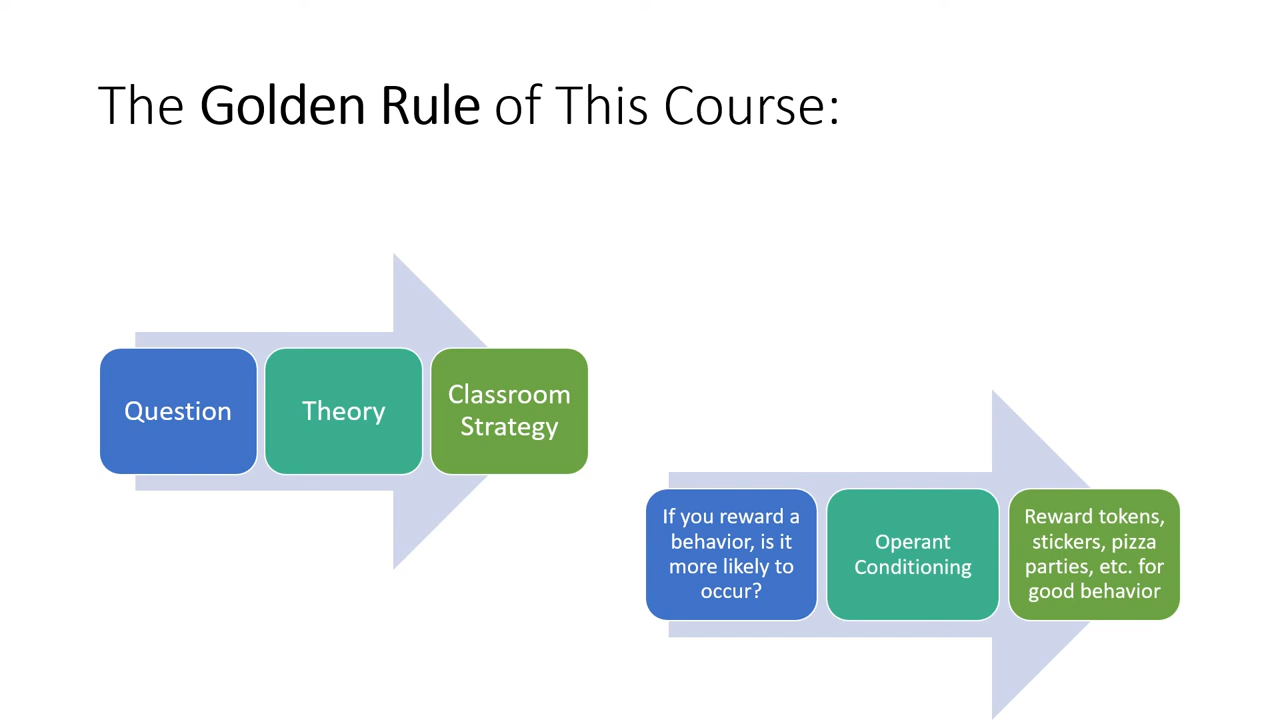 The Golden Rule of This Course:
Question
Theory
Classroom
Strategy
If you reward a
behavior, is it
more likely to
occur?
Operant
Conditioning
Reward tokens,
stickers, pizza
parties, etc. for
good behavior